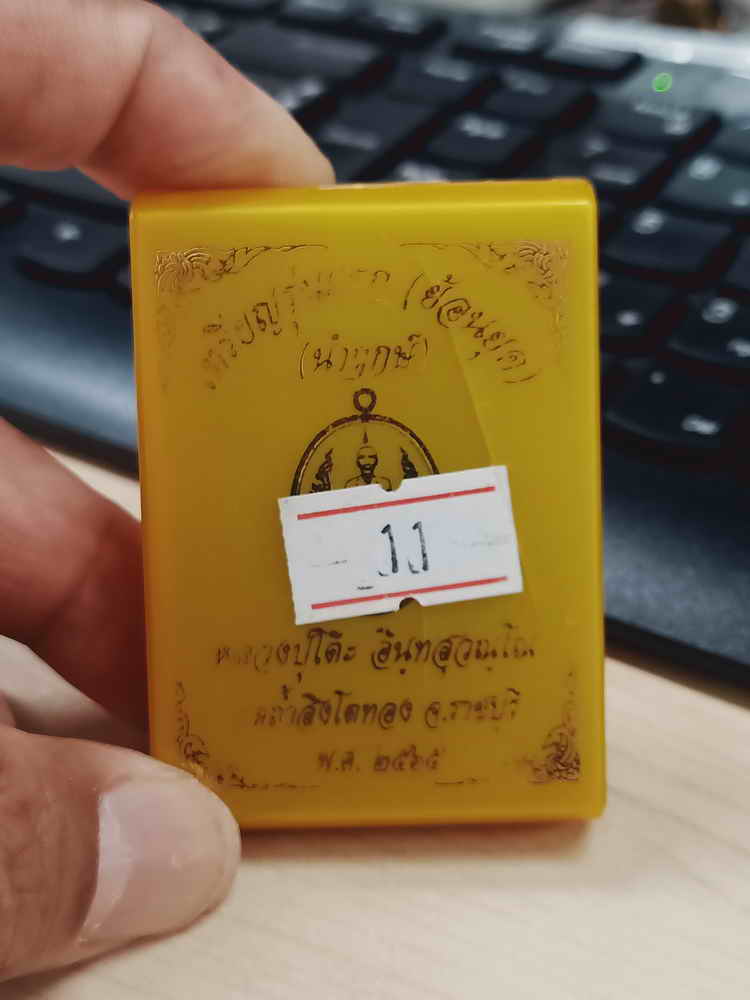 เหรียญรุ่นแรก (ย้อนยุค)
(นำฤกษ์)
11
หลวงปู่โต๊ะ อินฺทสุวณฺโณ
ถ้ำสิงโตทอง จ.ราชบุรี
พ.ศ. ๒๕๖๕